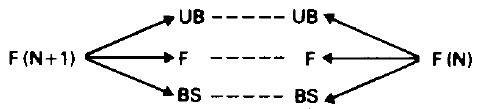 UB ----- UB
F (N+1) F ----- F F (N)
BS ----- BS